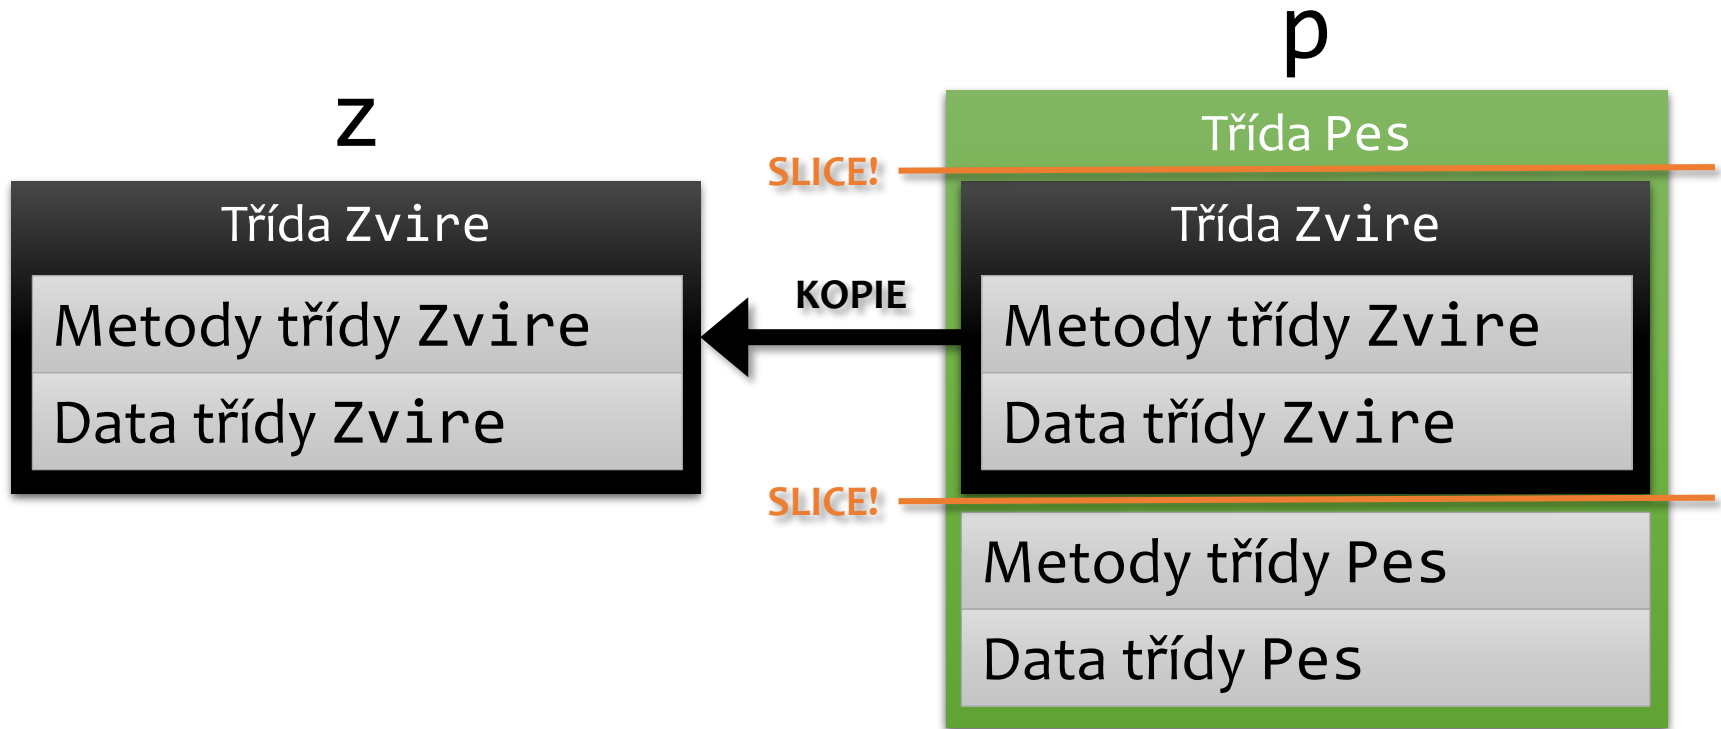 z
Třída Zvire
Metody třídy Zvire
Data třídy Zvire
KOPIE
p
Třída Pes
SLICE!
Třída Zvire
Metody třídy Zvire
Data třídy Zvire
SLICE!
Metody třídy Pes
Data třídy Pes